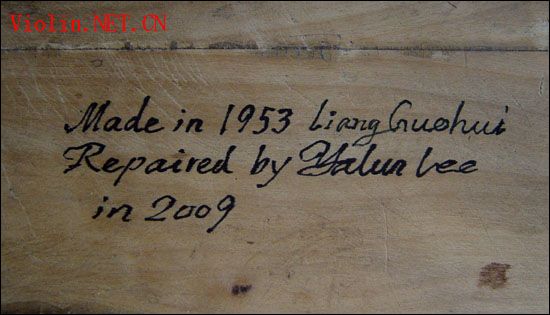 Violin.NET.CN
Made in 1953 Liang Guohui
Repaired by Yalun Lee
in 2009